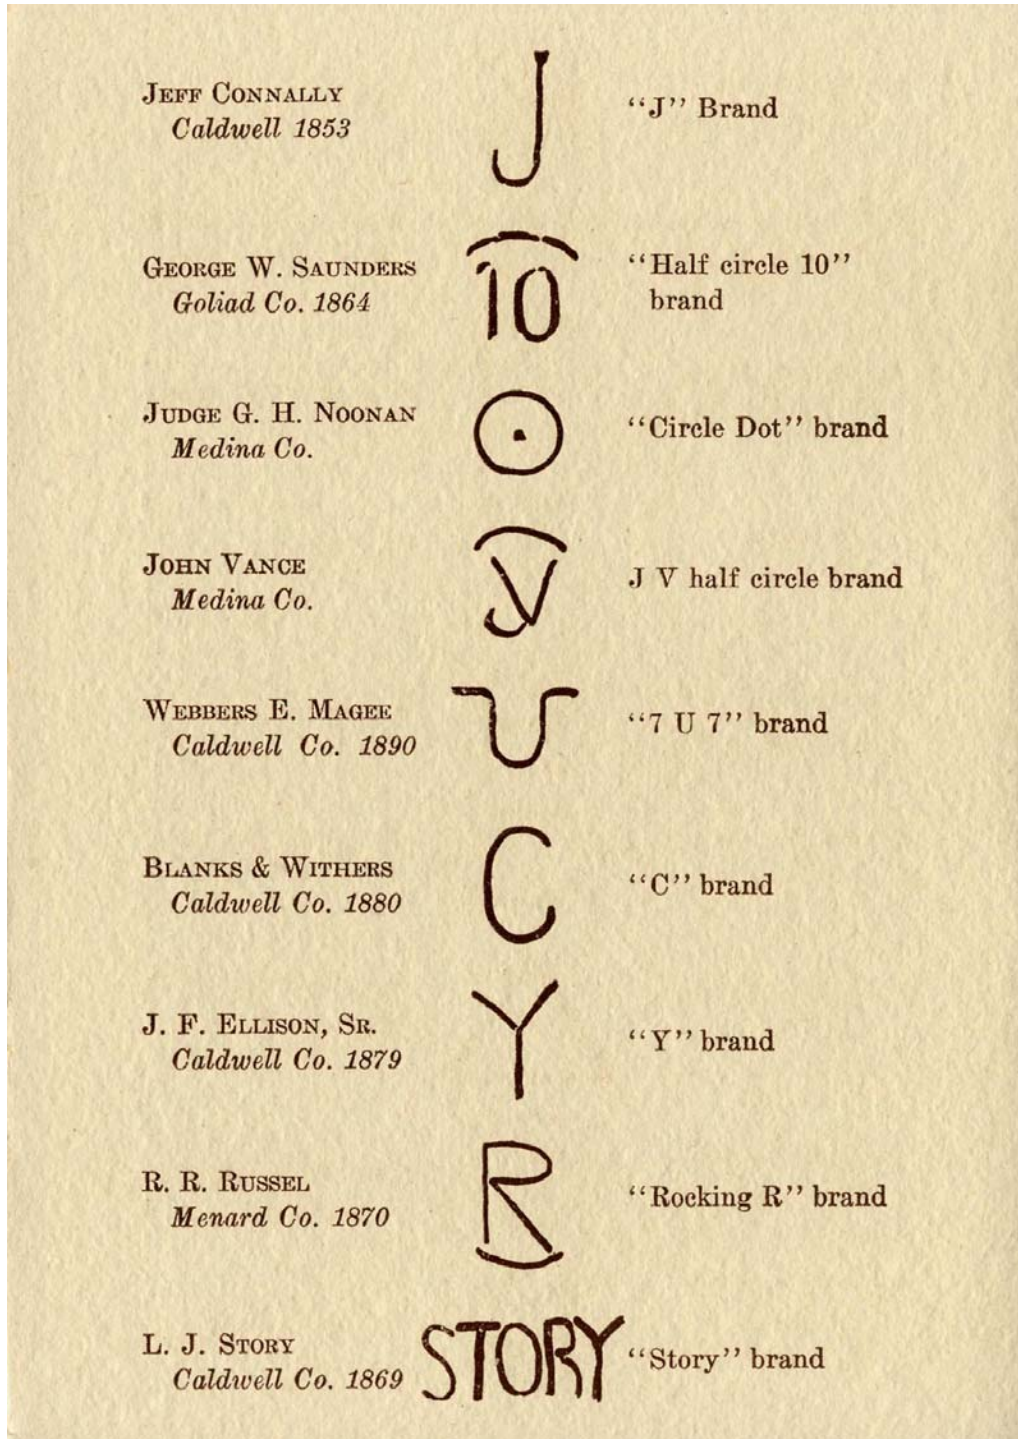 JEFF CONNALLY
Caldwell 1853
J
"J" Brand
GEORGE W. SAUNDERS
Goliad Co. 1864
10
"Half circle 10"
brand
JUDGE G. H. NOONAN
Medina Co.
"Circle Dot" brand
JOHN VANCE
Medina Co.
JV
J V half circle brand
WEBBERS E. MAGEE
Caldwell Co. 1890
7U7
"7 U 7" brand
BLANKS & WITHERS
Caldwell Co. 1880
C
"C" brand
J. F. ELLISON, SR.
Caldwell Co. 1879
Y
"Y" brand
R. R. RUSSEL
Menard Co. 1870
R
"Rocking R" brand
L. J. STORY
Caldwell Co. 1869
STORY
"Story" brand